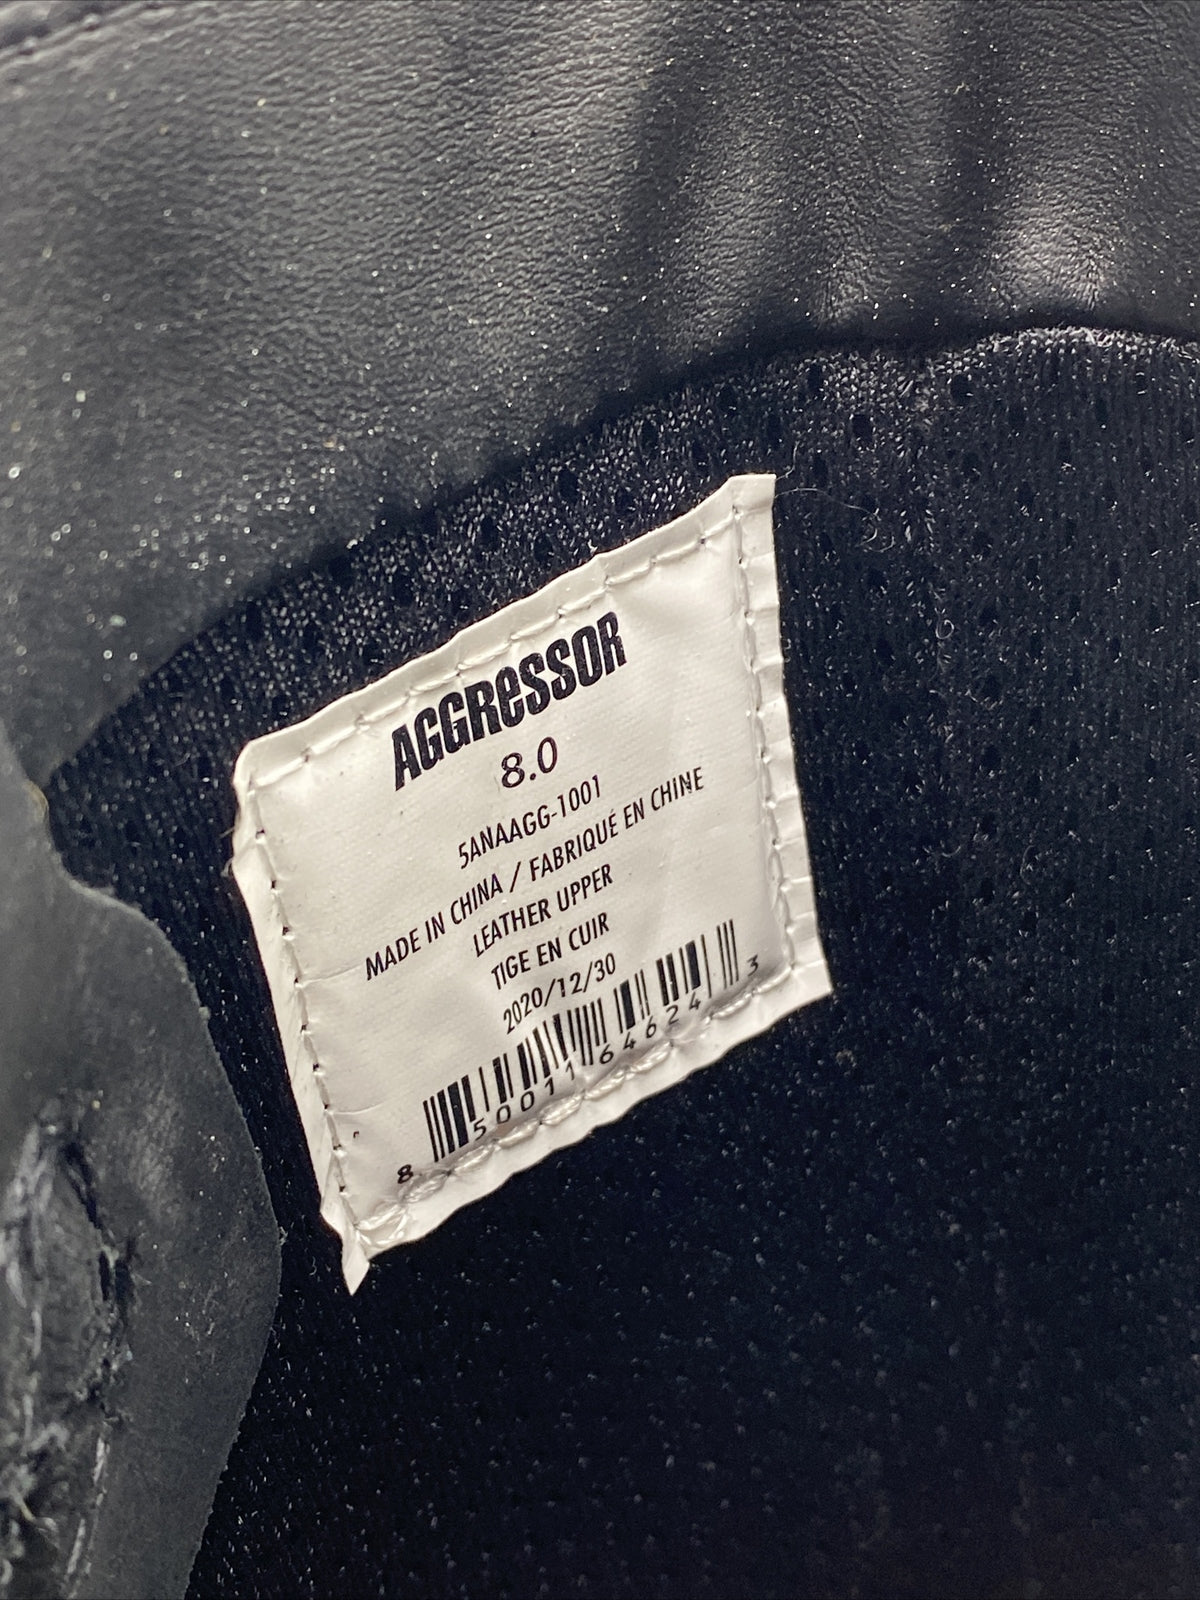 AGGRESSOR
8.0
5ANAAGG-1001
MADE IN CHINA / FABRIQUÉ EN CHINE
LEATHER UPPER
TIGE EN CUIR
2020/12/30
8 50011 64624 3